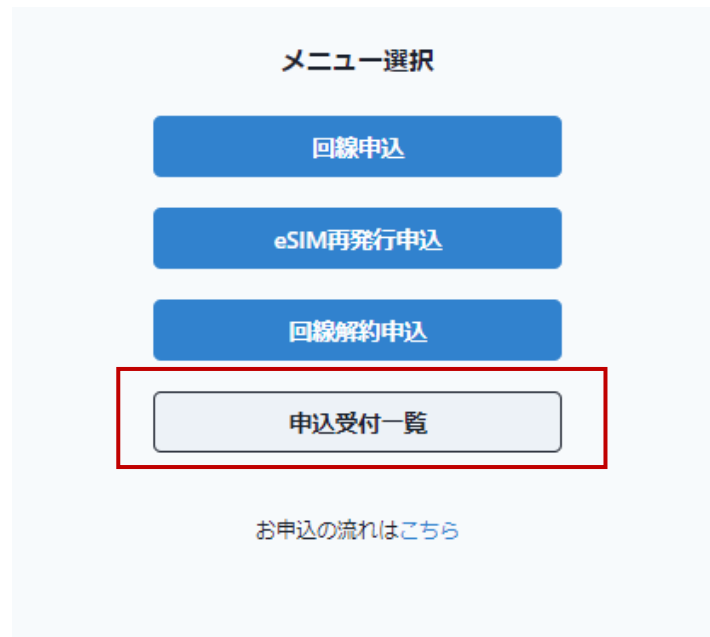 メニュー選択
回線申込
eSIM再発行申込
回線解約申込
申込受付一覧
お申込の流れはこちら